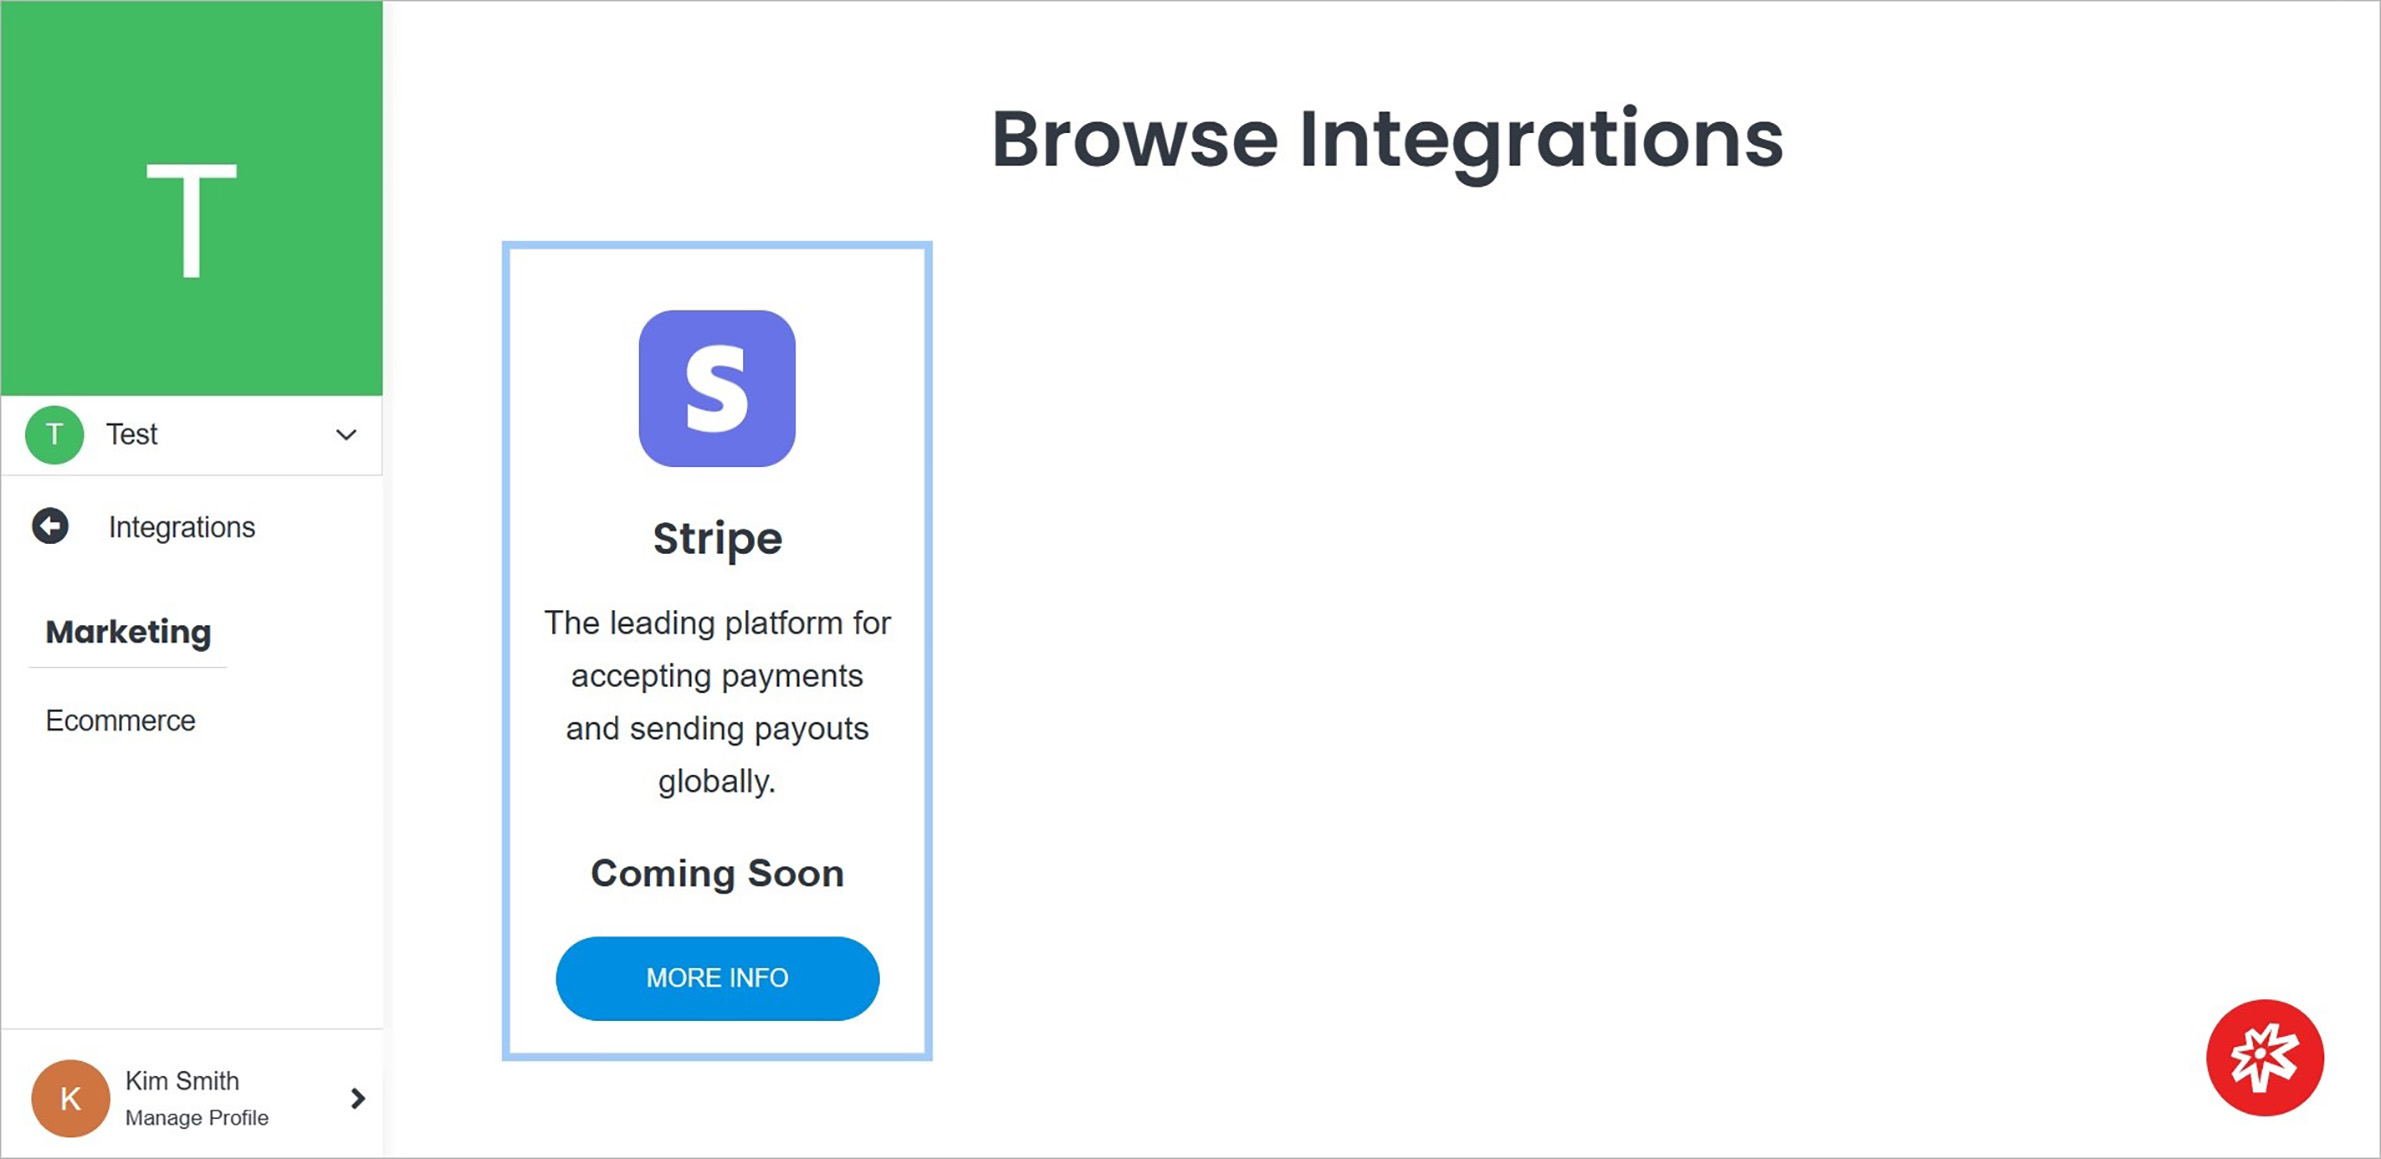 T
T Test
Integrations
Marketing
Ecommerce
K
Kim Smith
Manage Profile
Browse Integrations
S
Stripe
The leading platform for
accepting payments
and sending payouts
globally.
Coming Soon
MORE INFO